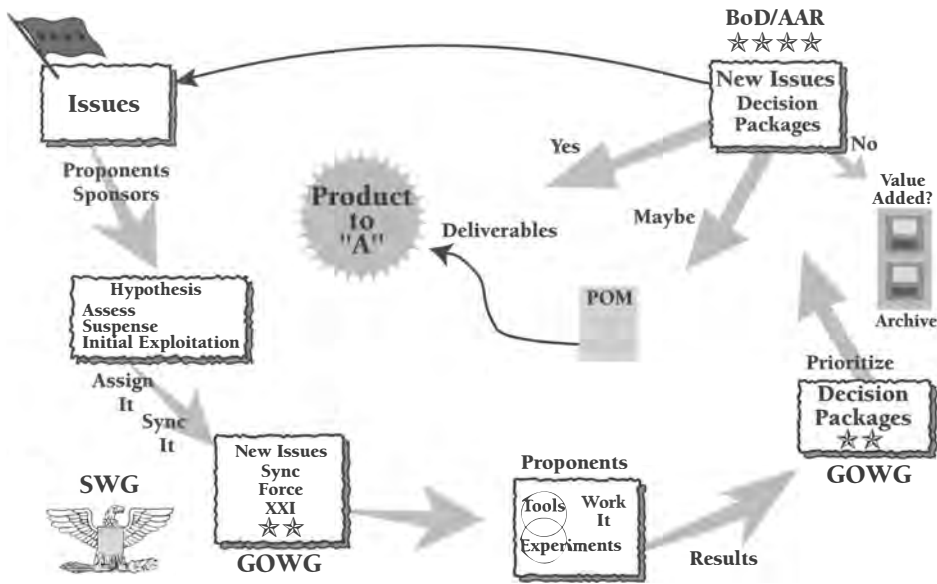 BoD/AAR
New Issues
Decision
Packages
Issues
Yes
No
Maybe
Value
Added?
Archive
Proponents
Sponsors
Product
to
"A"
Deliverables
POM
Hypothesis
Assess
Suspense
Initial Exploitation
Assign
It
Sync
It
SWG
New Issues
Sync
Force
XXI
GOWG
Proponents
Tools
Work
It
Experiments
Results
Prioritize
Decision
Packages
GOWG